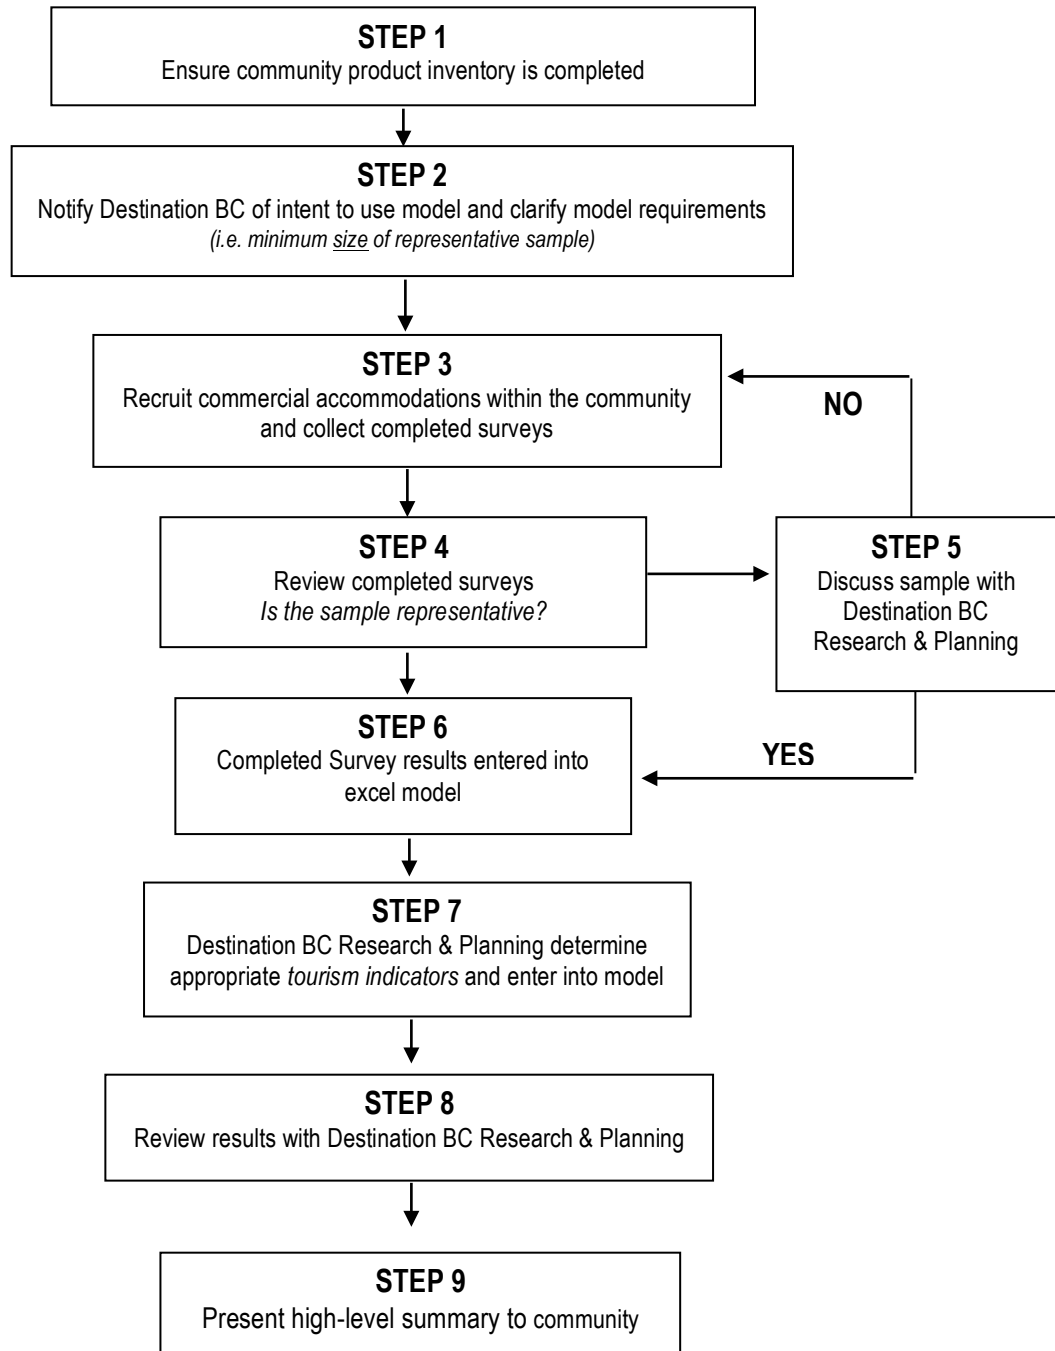 STEP 1
Ensure community product inventory is completed
STEP 2
Notify Destination BC of intent to use model and clarify model requirements
(i.e. minimum size of representative sample)
STEP 3
Recruit commercial accommodations within the community
and collect completed surveys
NO
STEP 4
Review completed surveys
Is the sample representative?
STEP 5
Discuss sample with
Destination BC
Research & Planning
STEP 6
Completed Survey results entered into
excel model
YES
STEP 7
Destination BC Research & Planning determine
appropriate tourism indicators and enter into model
STEP 8
Review results with Destination BC Research & Planning
STEP 9
Present high-level summary to community